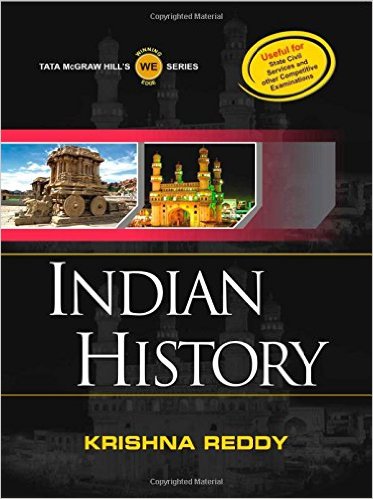 Copyrighted Material
TATA McGRAW HILL'S
WINNING
WE
EDGE
SERIES
Useful for
State Civil
Services and
other Competitive
Examinations
INDIAN
HISTORY
KRISHNA REDDY
Copyrighted Material